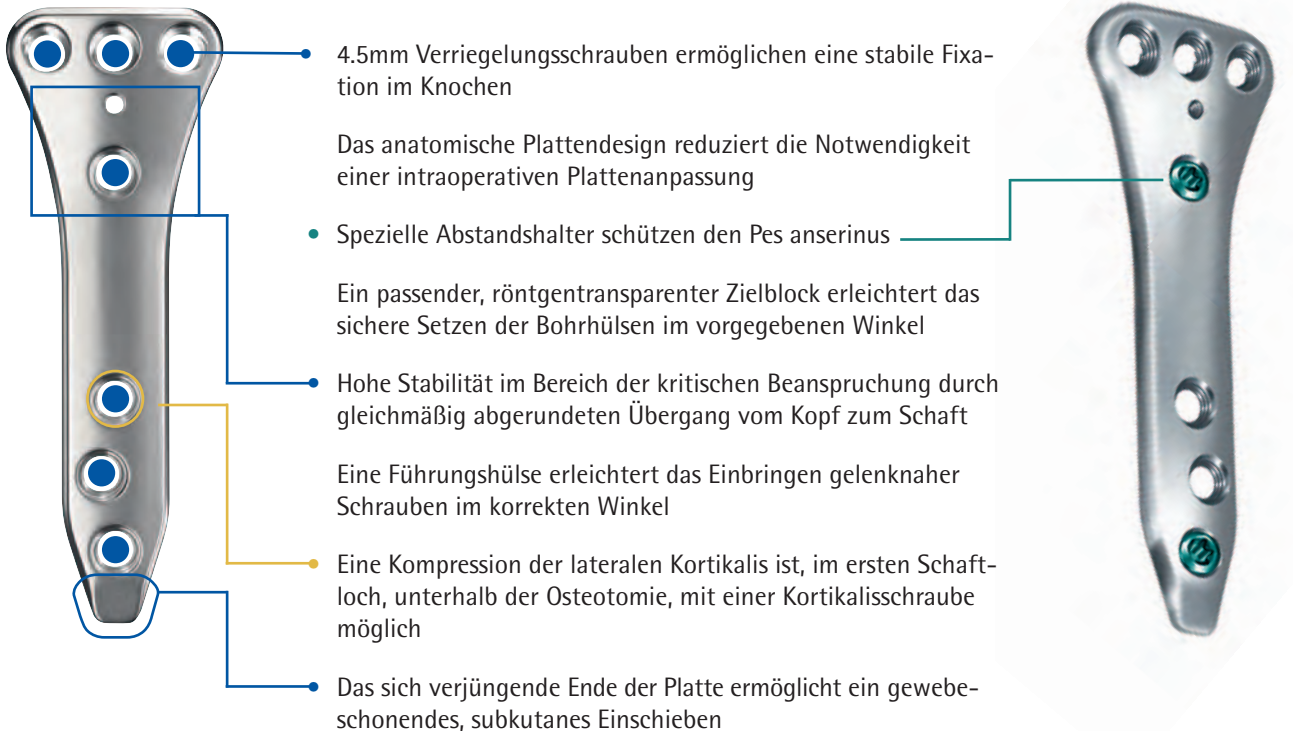 4.5mm Verriegelungsschrauben ermöglichen eine stabile Fixa-
tion im Knochen
Das anatomische Plattendesign reduziert die Notwendigkeit
einer intraoperativen Plattenanpassung
Spezielle Abstandshalter schützen den Pes anserinus
Ein passender, röntgentransparenter Zielblock erleichtert das
sichere Setzen der Bohrhülsen im vorgegebenen Winkel
Hohe Stabilität im Bereich der kritischen Beanspruchung durch
gleichmäßig abgerundeten Übergang vom Kopf zum Schaft
Eine Führungshülse erleichtert das Einbringen gelenknaher
Schrauben im korrekten Winkel
Eine Kompression der lateralen Kortikalis ist, im ersten Schaft-
loch, unterhalb der Osteotomie, mit einer Kortikalisschraube
möglich
Das sich verjüngende Ende der Platte ermöglicht ein gewebe-
schonendes, subkutanes Einschieben